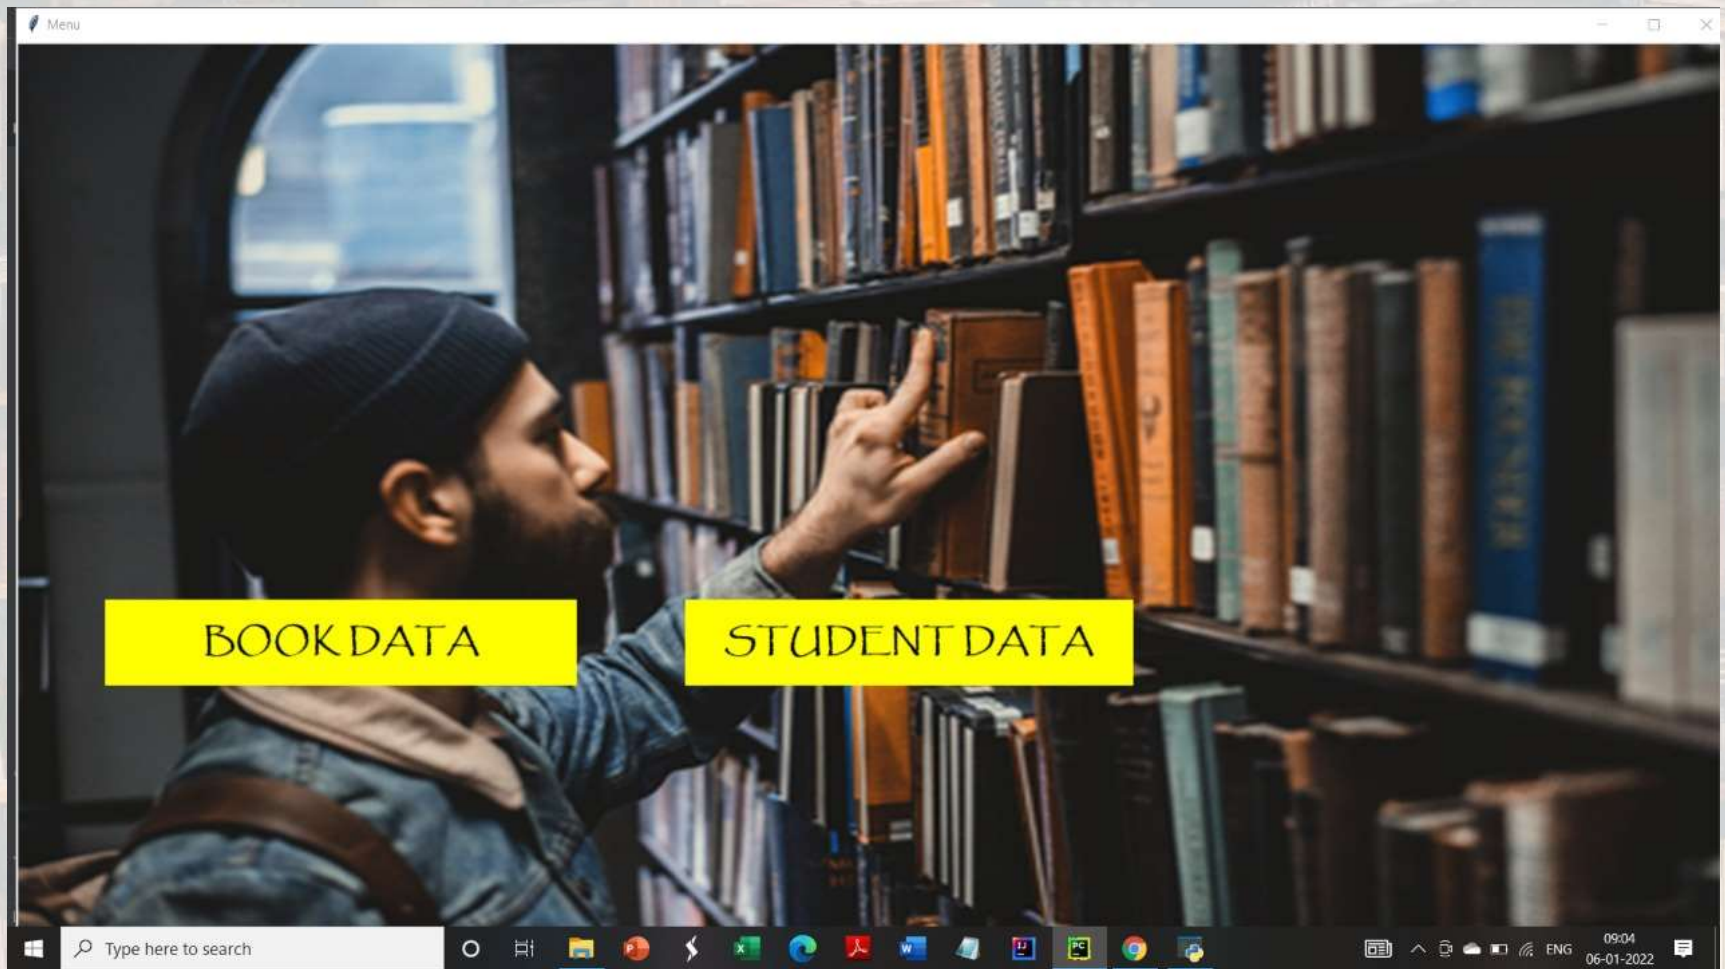 Menu
BOOK DATA
STUDENT DATA
Type here to search
ENG
09:04
06-01-2022